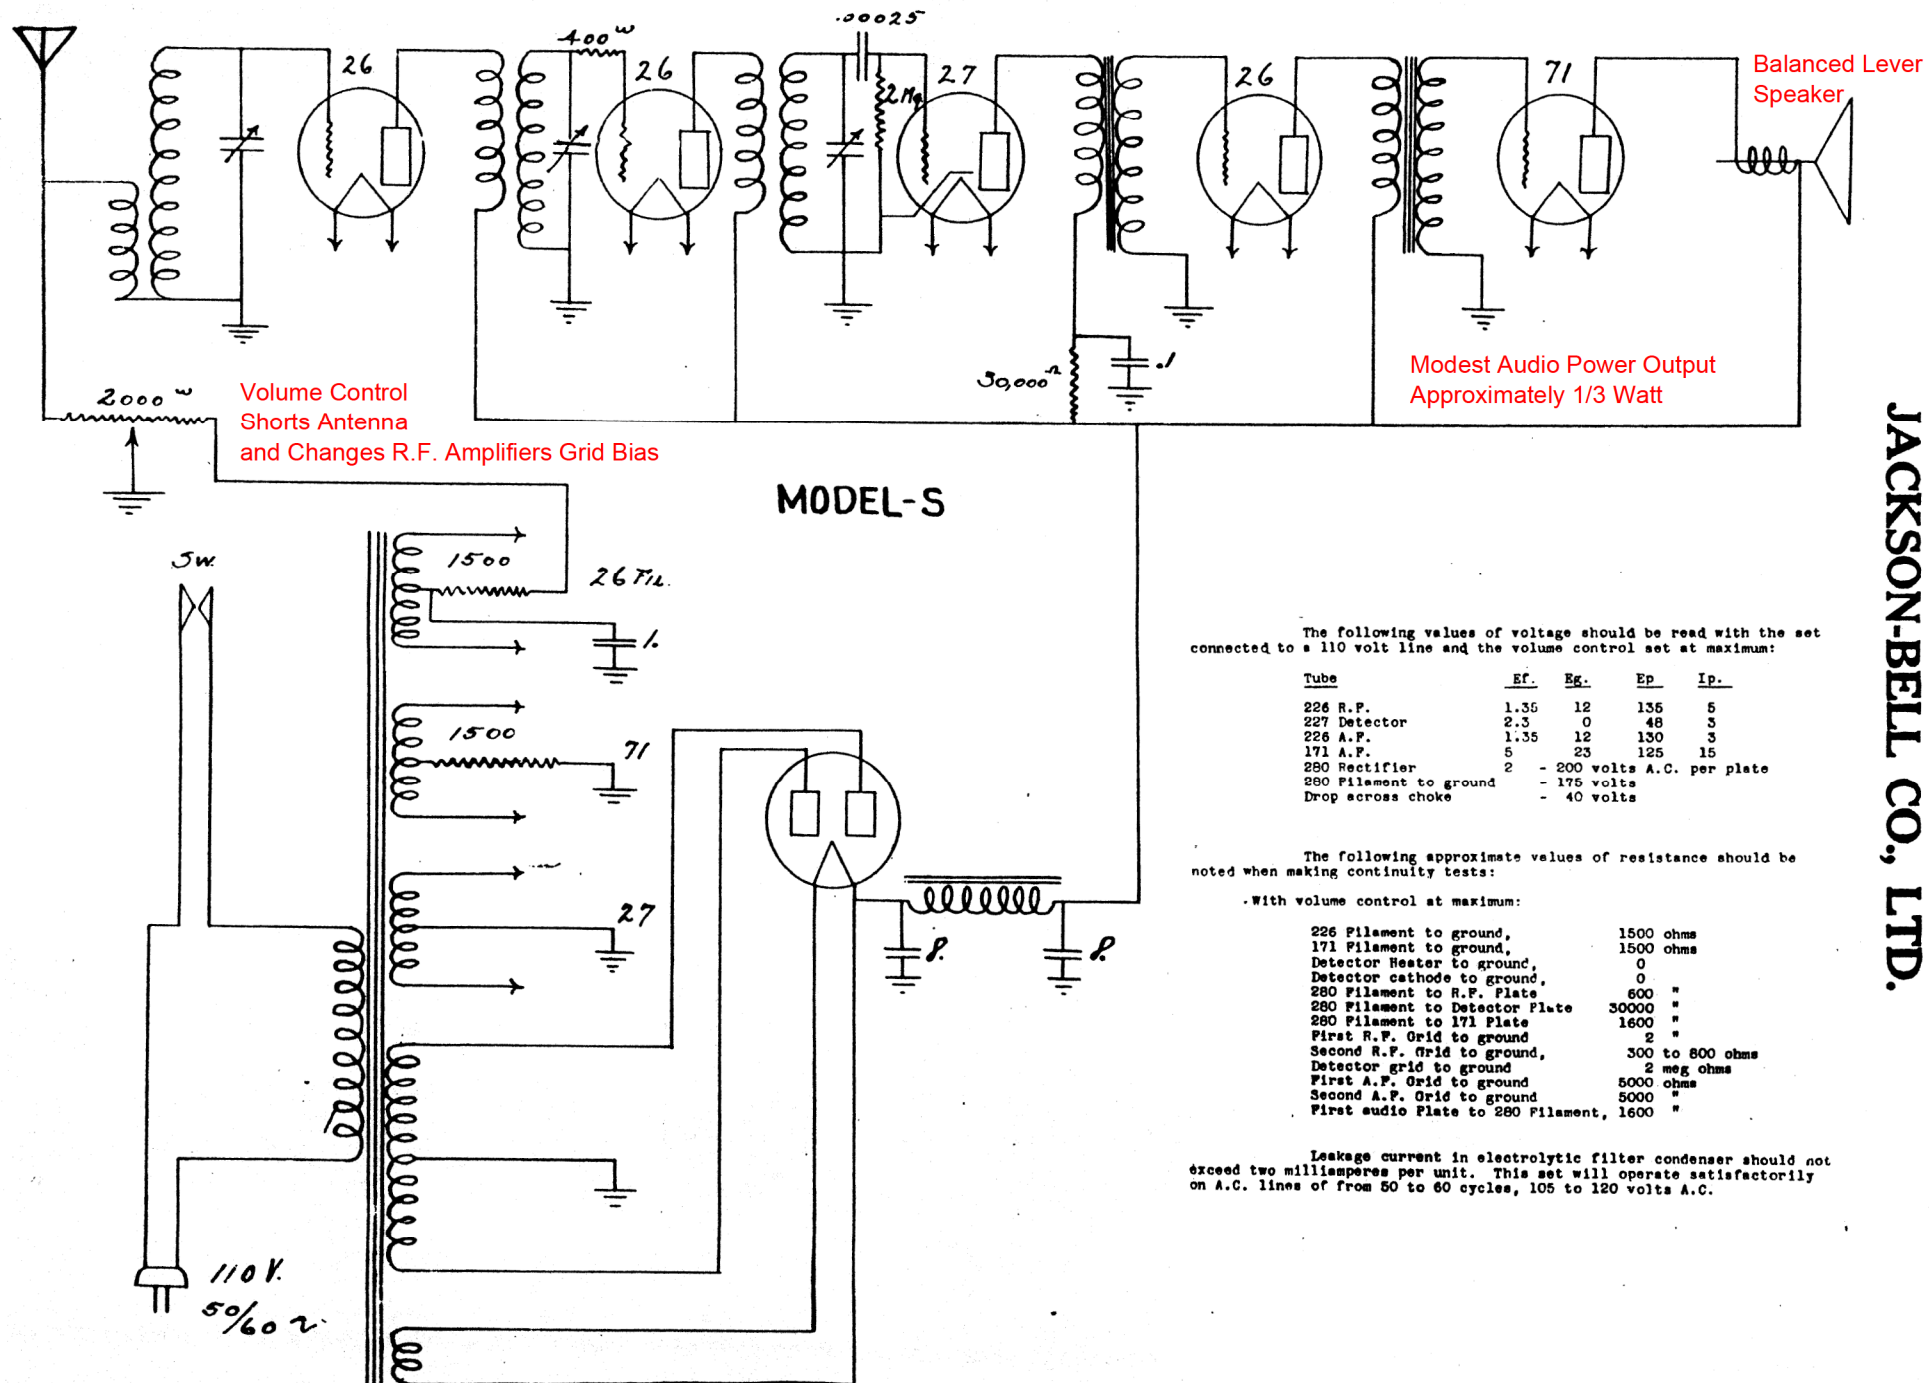 .00025
400 ω
26
26
2 Mg.
27
26
71
Balanced Lever
Speaker
30,000 Ω
.1
Modest Audio Power Output
Approximately 1/3 Watt
2000 ω
Volume Control
Shorts Antenna
and Changes R.F. Amplifiers Grid Bias
MODEL-S
JACKSON-BELL CO., LTD.
SW.
1500
26 FIL.
1.
1500
71
27
8.
8.
110 V.
50/60 ~
The following values of voltage should be read with the set
connected to a 110 volt line and the volume control set at maximum:
Tube Ef. Eg. Ep Ip.
226 R.F. 1.35 12 135 5
227 Detector 2.3 0 48 3
226 A.F. 1.35 12 130 3
171 A.F. 5 23 125 15
280 Rectifier 2 - 200 volts A.C. per plate
280 Filament to ground - 175 volts
Drop across choke - 40 volts
The following approximate values of resistance should be
noted when making continuity tests:
With volume control at maximum:
226 Filament to ground, 1500 ohms
171 Filament to ground, 1500 ohms
Detector Heater to ground, 0
Detector cathode to ground, 0
280 Filament to R.F. Plate 600 "
280 Filament to Detector Plate 30000 "
280 Filament to 171 Plate 1600 "
First R.F. Grid to ground 2 "
Second R.F. Grid to ground, 300 to 800 ohms
Detector grid to ground 2 meg ohms
First A.F. Grid to ground 5000 ohms
Second A.F. Grid to ground 5000 "
First audio Plate to 280 Filament, 1600 "
Leakage current in electrolytic filter condenser should not
exceed two milliamperes per unit. This set will operate satisfactorily
on A.C. lines of from 50 to 60 cycles, 105 to 120 volts A.C.